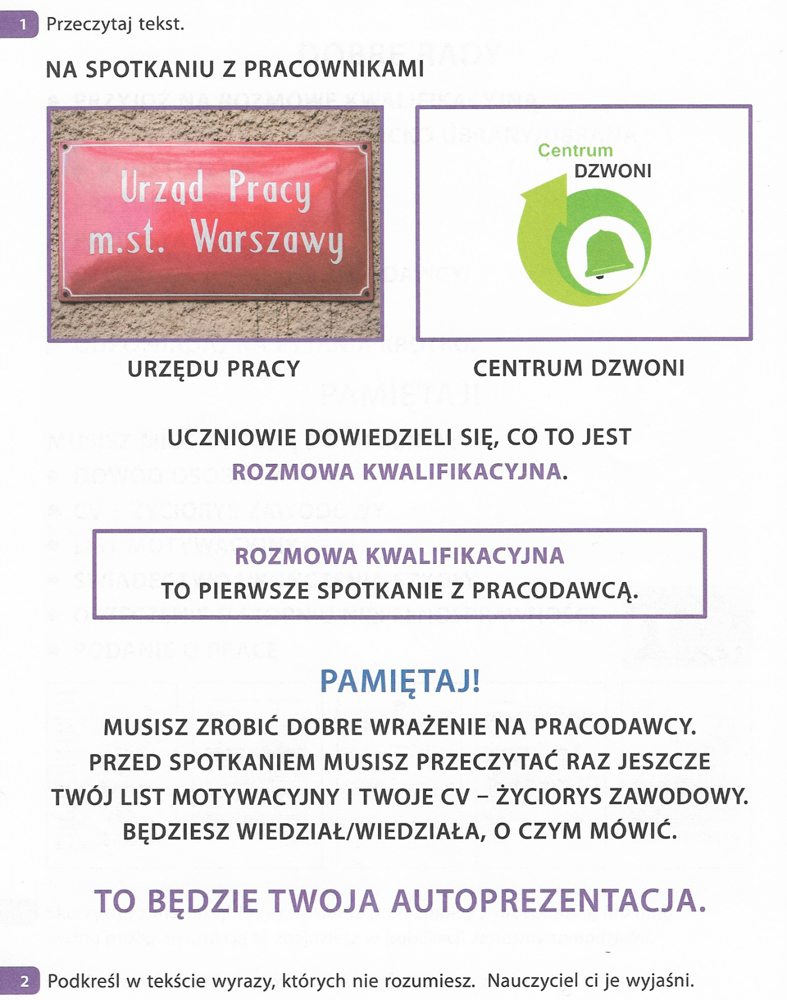 1 Przeczytaj tekst.
NA SPOTKANIU Z PRACOWNIKAMI
Urząd Pracy
m.st. Warszawy
Centrum
DZWONI
URZĘDU PRACY
CENTRUM DZWONI
UCZNIOWIE DOWIEDZIELI SIĘ, CO TO JEST
ROZMOWA KWALIFIKACYJNA.
ROZMOWA KWALIFIKACYJNA
TO PIERWSZE SPOTKANIE Z PRACODAWCĄ.
PAMIĘTAJ!
MUSISZ ZROBIĆ DOBRE WRAŻENIE NA PRACODAWCY.
PRZED SPOTKANIEM MUSISZ PRZECZYTAĆ RAZ JESZCZE
TWÓJ LIST MOTYWACYJNY I TWOJE CV – ŻYCIORYS ZAWODOWY.
BĘDZIESZ WIEDZIAŁ/WIEDZIAŁA, O CZYM MÓWIĆ.
TO BĘDZIE TWOJA AUTOPREZENTACJA.
2 Podkreśl w tekście wyrazy, których nie rozumiesz. Nauczyciel ci je wyjaśni.